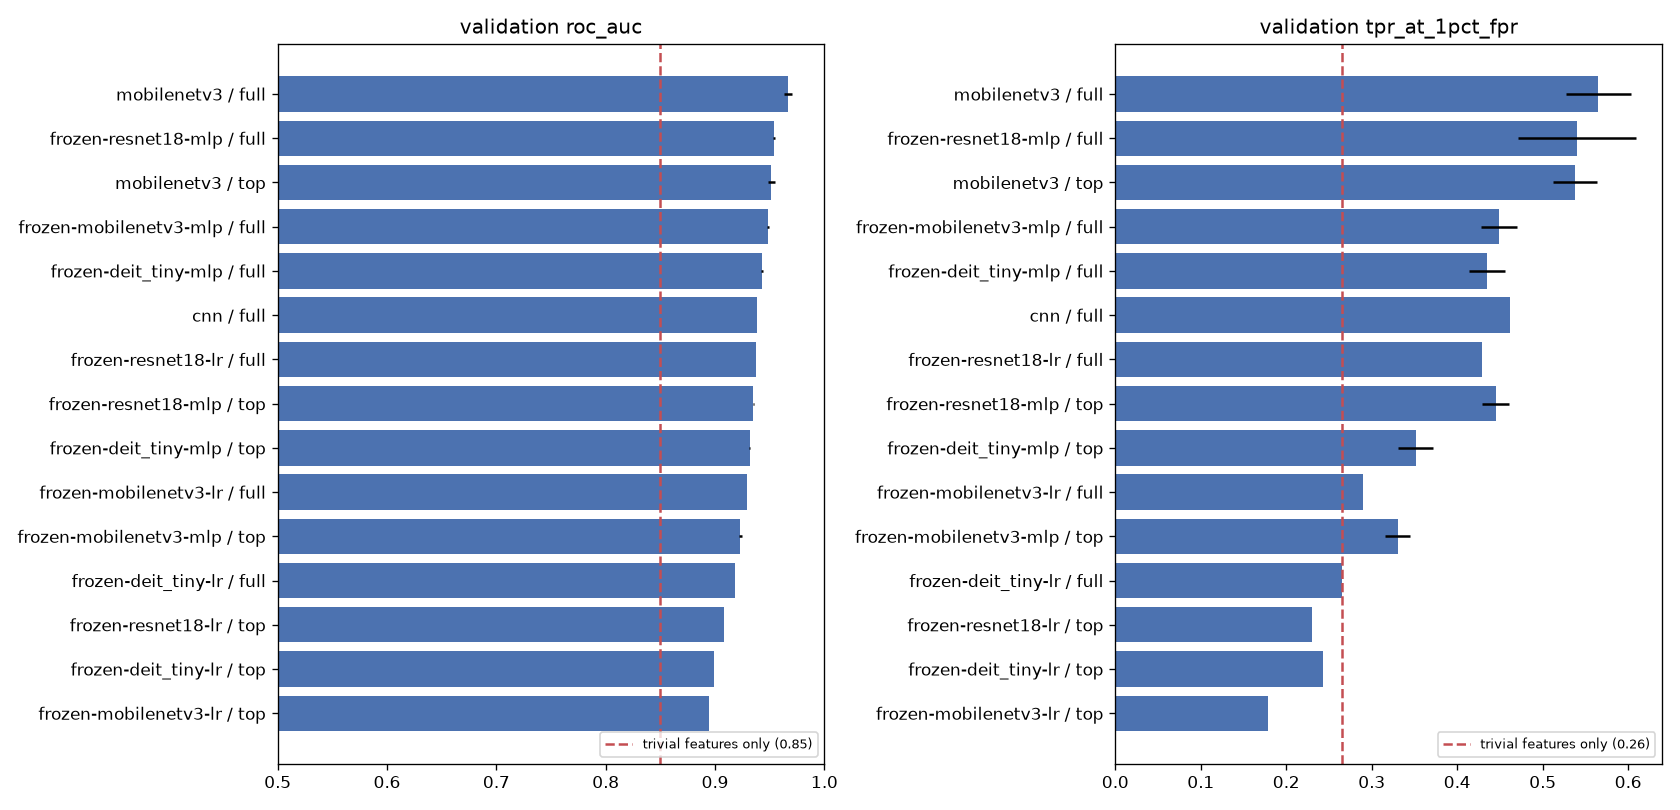 validation roc_auc
mobilenetv3 / full
frozen-resnet18-mlp / full
mobilenetv3 / top
frozen-mobilenetv3-mlp / full
frozen-deit_tiny-mlp / full
cnn / full
frozen-resnet18-lr / full
frozen-resnet18-mlp / top
frozen-deit_tiny-mlp / top
frozen-mobilenetv3-lr / full
frozen-mobilenetv3-mlp / top
frozen-deit_tiny-lr / full
frozen-resnet18-lr / top
frozen-deit_tiny-lr / top
frozen-mobilenetv3-lr / top
trivial features only (0.85)
0.5 0.6 0.7 0.8 0.9 1.0
validation tpr_at_1pct_fpr
mobilenetv3 / full
frozen-resnet18-mlp / full
mobilenetv3 / top
frozen-mobilenetv3-mlp / full
frozen-deit_tiny-mlp / full
cnn / full
frozen-resnet18-lr / full
frozen-resnet18-mlp / top
frozen-deit_tiny-mlp / top
frozen-mobilenetv3-lr / full
frozen-mobilenetv3-mlp / top
frozen-deit_tiny-lr / full
frozen-resnet18-lr / top
frozen-deit_tiny-lr / top
frozen-mobilenetv3-lr / top
trivial features only (0.26)
0.0 0.1 0.2 0.3 0.4 0.5 0.6